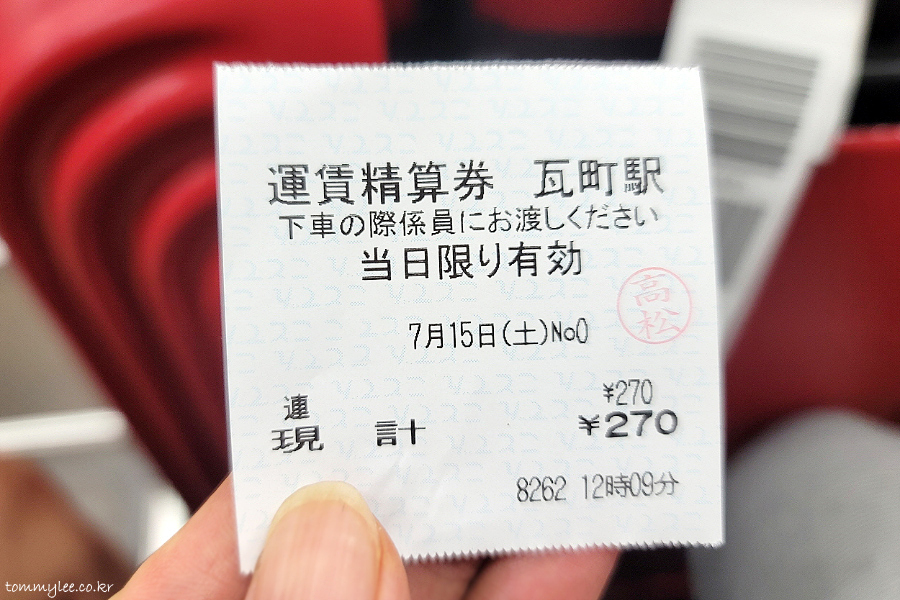 運賃精算券 瓦町駅
下車の際係員にお渡しください
当日限り有効
高松
7月15日(土)No0
連 ¥270
現 計 ¥270
8262 12時09分
tommylee.co.kr